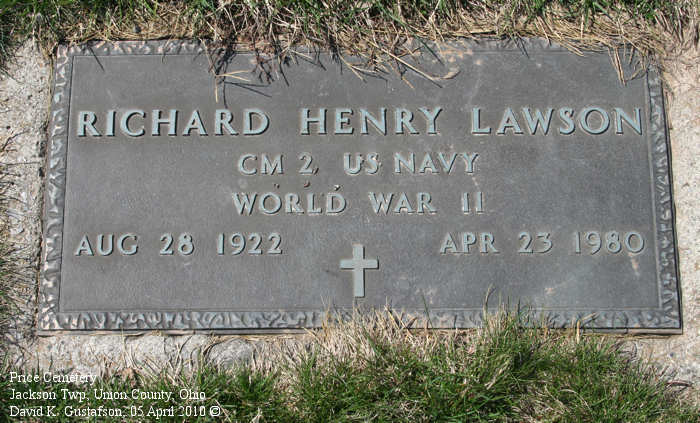 RICHARD HENRY LAWSON
CM 2 US NAVY
WORLD WAR II
AUG 28 1922 APR 23 1980
Price Cemetery
Jackson Twp, Union County, Ohio
David K. Gustafson, 05 April 2010 ©